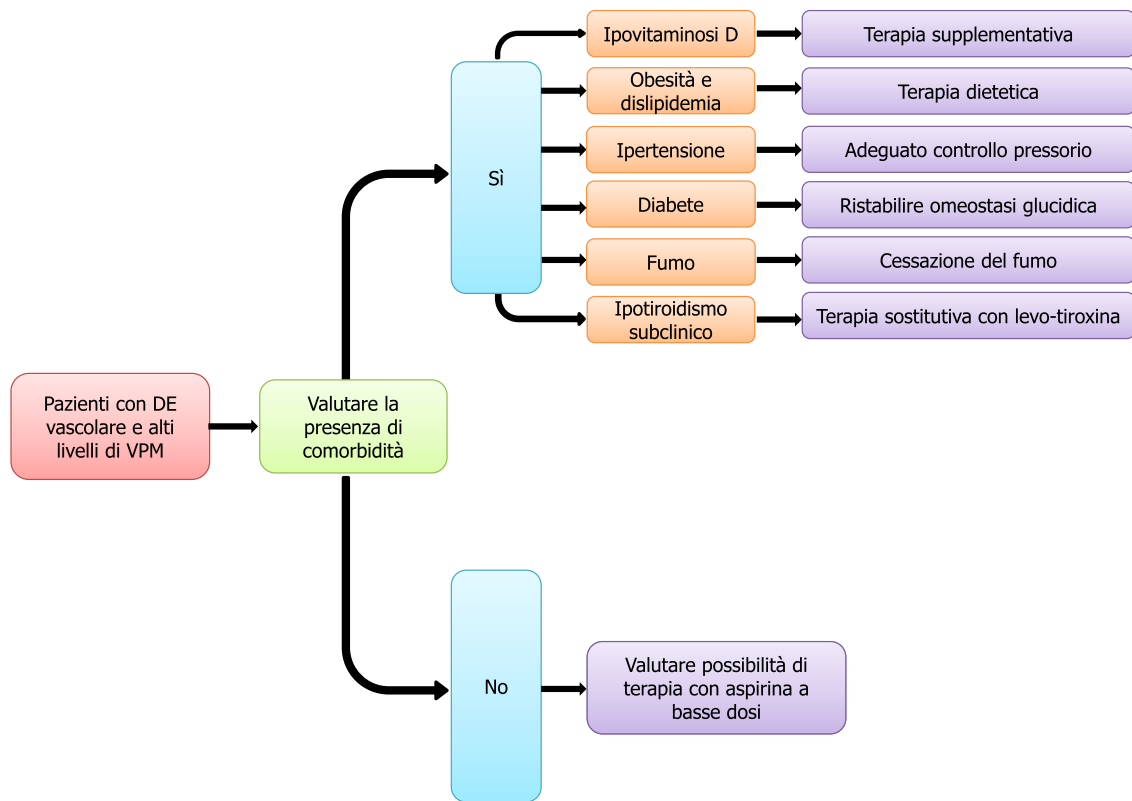 Ipovitaminosi D
Terapia supplementativa
Obesità e
dislipidemia
Terapia dietetica
Ipertensione
Adeguato controllo pressorio
Sì
Diabete
Ristabilire omeostasi glucidica
Fumo
Cessazione del fumo
Ipotiroidismo
subclinico
Terapia sostitutiva con levo-tiroxina
Pazienti con DE
vascolare e alti
livelli di VPM
Valutare la
presenza di
comorbidità
No
Valutare possibilità di
terapia con aspirina a
basse dosi